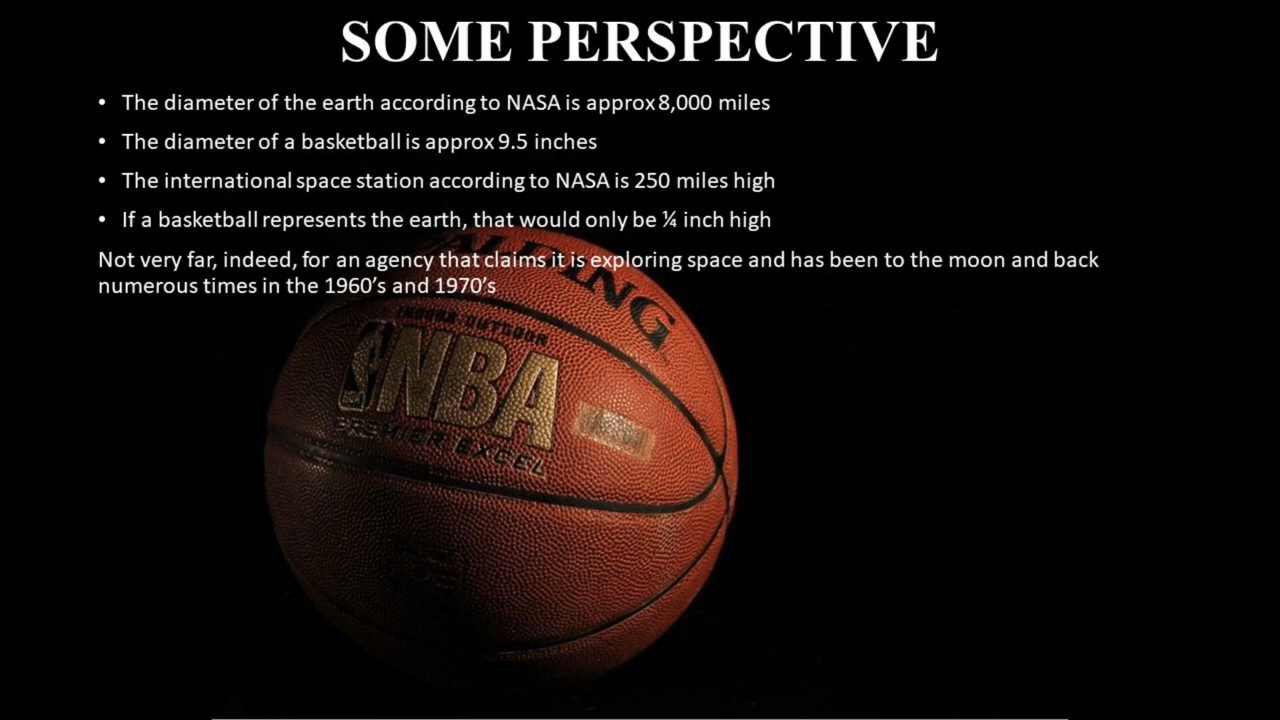 SOME PERSPECTIVE
• The diameter of the earth according to NASA is approx 8,000 miles
• The diameter of a basketball is approx 9.5 inches
• The international space station according to NASA is 250 miles high
• If a basketball represents the earth, that would only be ¼ inch high
Not very far, indeed, for an agency that claims it is exploring space and has been to the moon and back
numerous times in the 1960’s and 1970’s
ALDING
INDOOR OUTDOOR
NBA
PREMIER EXCEL